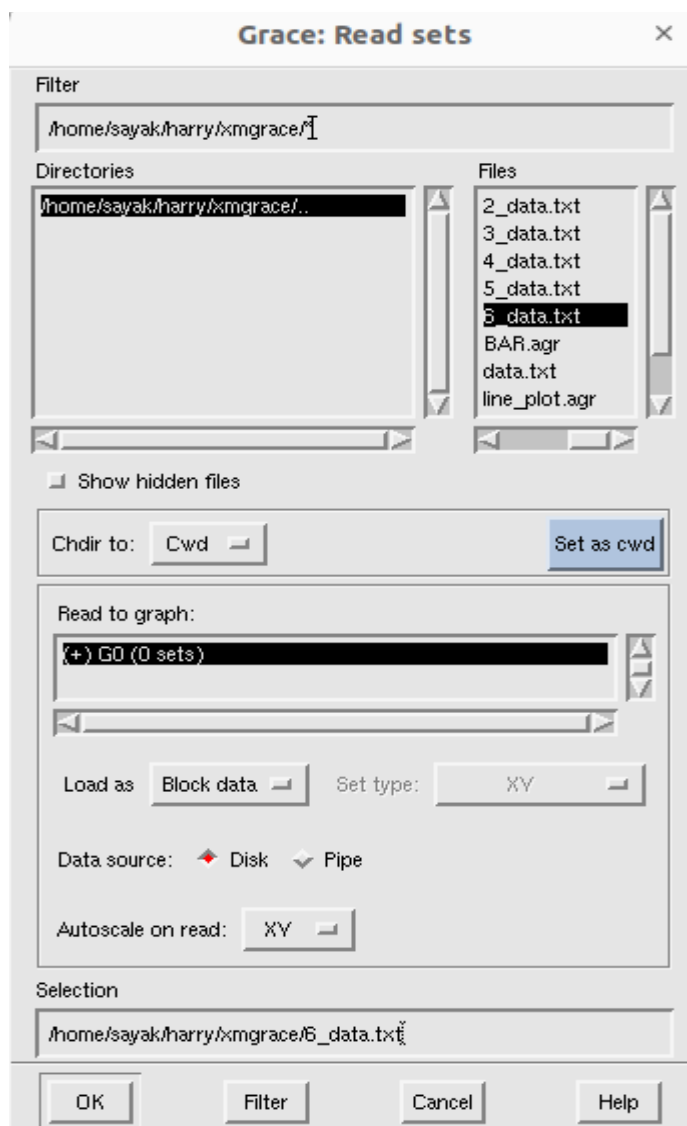 Grace: Read sets
Filter
/home/sayak/harry/xmgrace/*
Directories
/home/sayak/harry/xmgrace/..
Files
2_data.txt
3_data.txt
4_data.txt
5_data.txt
6_data.txt
BAR.agr
data.txt
line_plot.agr
Show hidden files
Chdir to: Cwd Set as cwd
Read to graph:
(+) G0 (0 sets)
Load as Block data Set type: XY
Data source: Disk Pipe
Autoscale on read: XY
Selection
/home/sayak/harry/xmgrace/6_data.txt
OK Filter Cancel Help